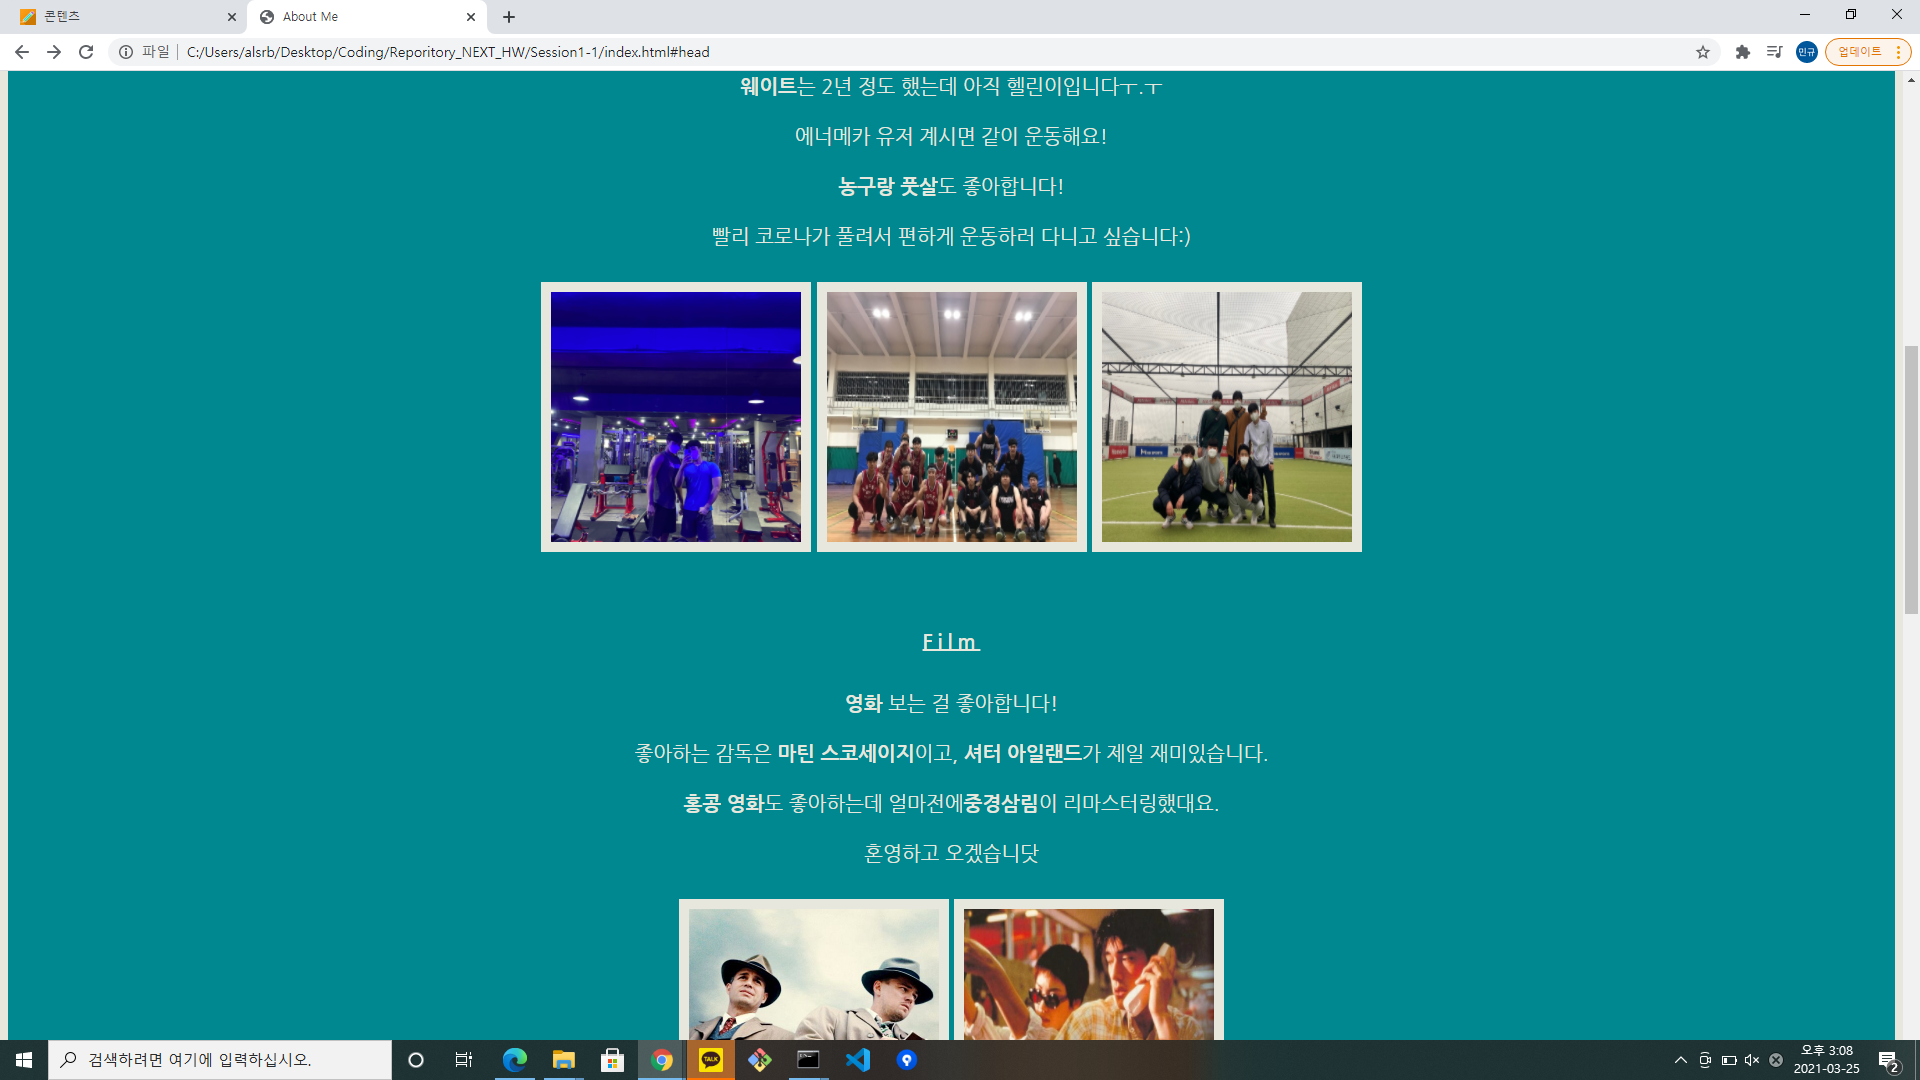 콘텐츠
About Me
파일
C:/Users/alsrb/Desktop/Coding/Reporitory_NEXT_HW/Session1-1/index.html#head
민규
업데이트
웨이트는 2년 정도 했는데 아직 헬린이입니다ㅜ.ㅜ
에너메카 유저 계시면 같이 운동해요!
농구랑 풋살도 좋아합니다!
빨리 코로나가 풀려서 편하게 운동하러 다니고 싶습니다:)
Film
영화 보는 걸 좋아합니다!
좋아하는 감독은 마틴 스코세이지이고, 셔터 아일랜드가 제일 재미있습니다.
홍콩 영화도 좋아하는데 얼마전에중경삼림이 리마스터링했대요.
혼영하고 오겠습니닷
검색하려면 여기에 입력하십시오.
TALK
오후 3:08
2021-03-25
2